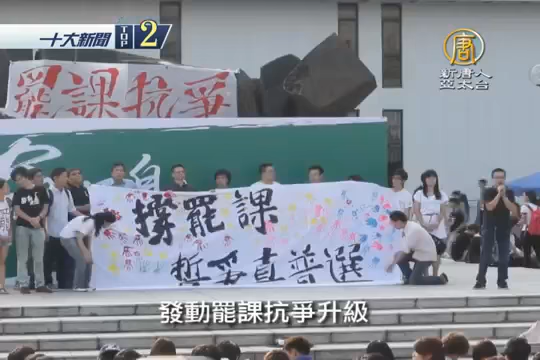 十大新聞 TOP 2
唐
新唐人
亞太台
罷課抗爭
撐罷課
爭真普選
發動罷課抗爭升級